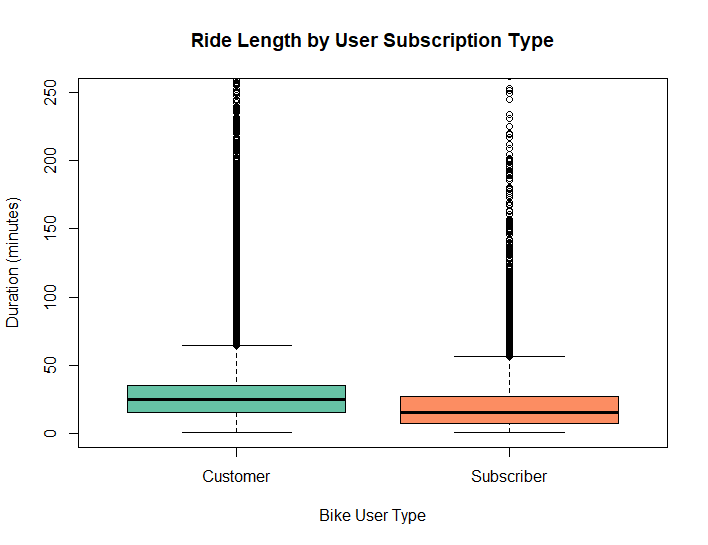 Ride Length by User Subscription Type
250
200
150
100
50
0
Duration (minutes)
Customer
Subscriber
Bike User Type